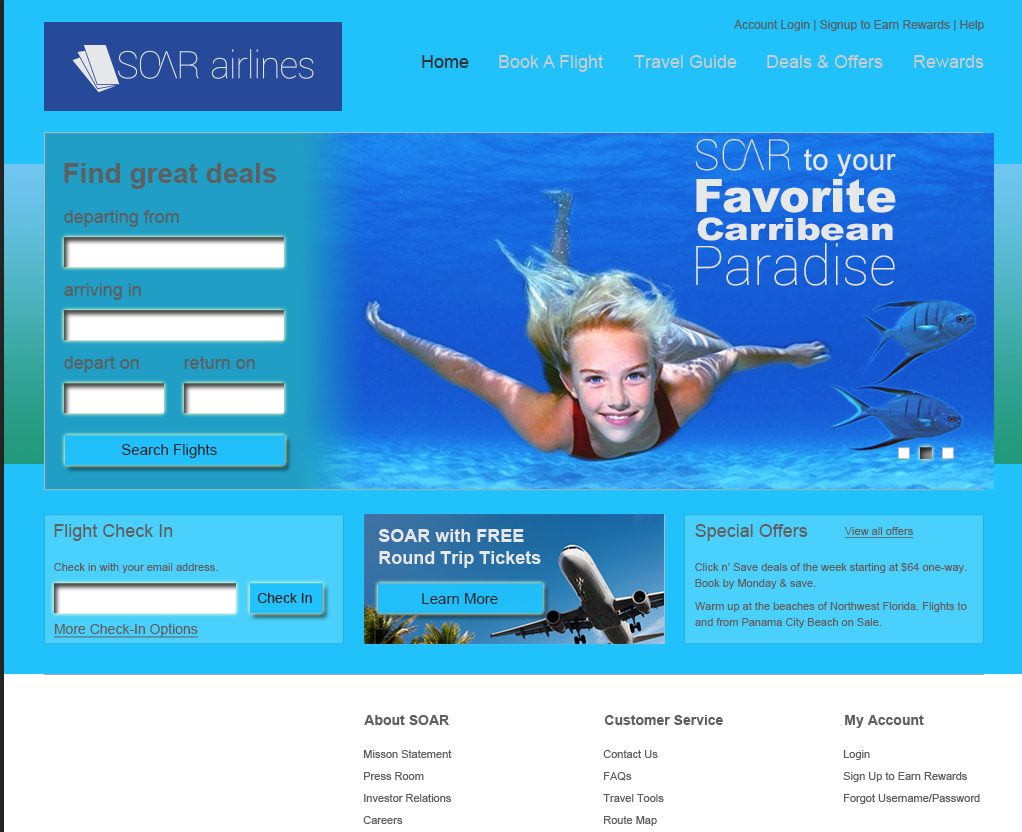 Account Login | Signup to Earn Rewards | Help
SOAR airlines
Home Book A Flight Travel Guide Deals & Offers Rewards
Find great deals
departing from
arriving in
depart on return on
Search Flights
SOAR to your
Favorite
Carribean
Paradise
Flight Check In
Check in with your email address.
Check In
More Check-In Options
SOAR with FREE
Round Trip Tickets
Learn More
Special Offers View all offers
Click n' Save deals of the week starting at $64 one-way.
Book by Monday & save.
Warm up at the beaches of Northwest Florida. Flights to
and from Panama City Beach on Sale.
About SOAR
Misson Statement
Press Room
Investor Relations
Careers
Customer Service
Contact Us
FAQs
Travel Tools
Route Map
My Account
Login
Sign Up to Earn Rewards
Forgot Username/Password